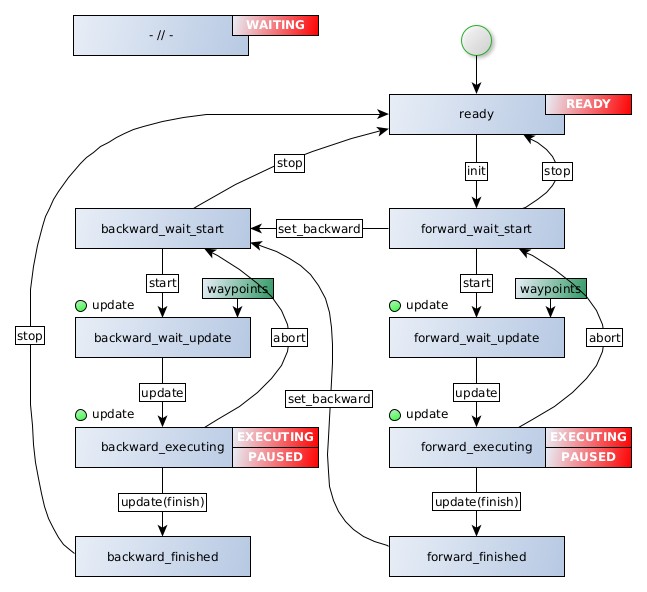 WAITING
- // -
READY
ready
stop
init
stop
backward_wait_start
set_backward
forward_wait_start
start
waypoints
start
waypoints
update
update
stop
backward_wait_update
abort
forward_wait_update
abort
update
set_backward
update
update
update
backward_executing
EXECUTING
PAUSED
forward_executing
EXECUTING
PAUSED
update(finish)
update(finish)
backward_finished
forward_finished